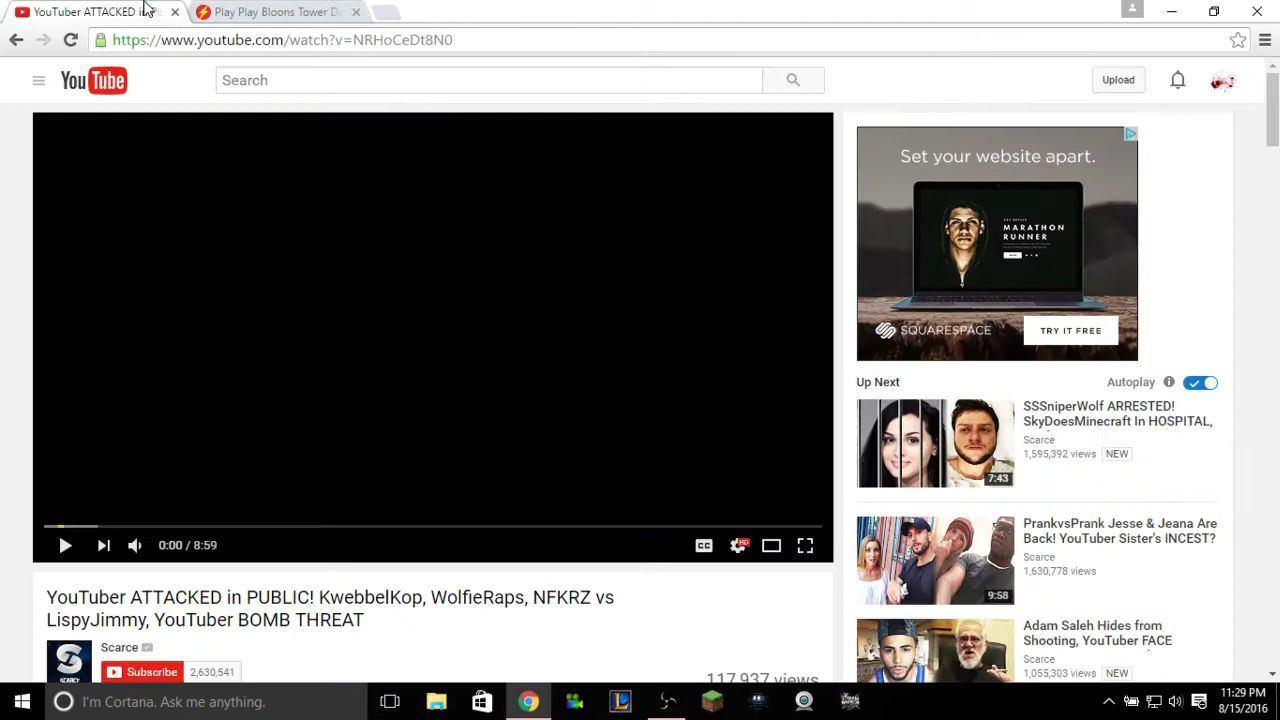 YouTuber ATTACKED in
Play Play Bloons Tower De
https://www.youtube.com/watch?v=NRHoCeDt8N0
YouTube
Search
Upload
Set your website apart.
MARATHON
RUNNER
SQUARESPACE
TRY IT FREE
Up Next
Autoplay
SSSniperWolf ARRESTED!
SkyDoesMinecraft In HOSPITAL,
Scarce
1,595,392 views NEW
7:43
PrankvsPrank Jesse & Jeana Are
Back! YouTuber Sister's INCEST?
Scarce
1,630,778 views
9:58
Adam Saleh Hides from
Shooting, YouTuber FACE
Scarce
1,055,303 views NEW
0:00 / 8:59
CC
HD
YouTuber ATTACKED in PUBLIC! KwebbelKop, WolfieRaps, NFKRZ vs
LispyJimmy, YouTuber BOMB THREAT
Scarce
S
SCARCE
Subscribe 2,630,541
117,937 views
I'm Cortana. Ask me anything.
11:29 PM
8/15/2016